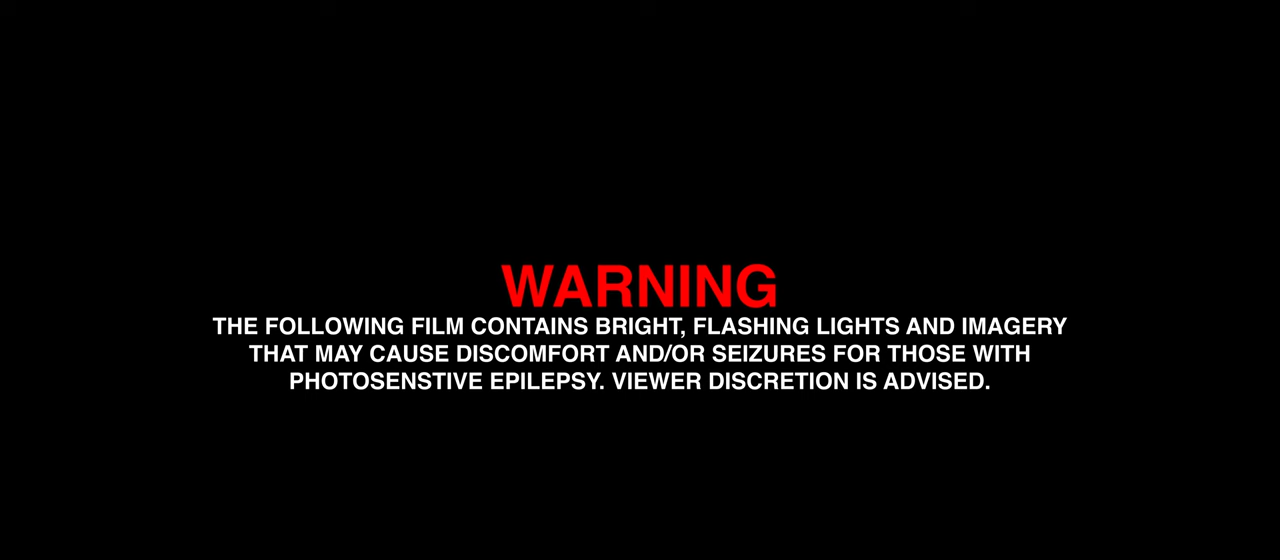 WARNING
THE FOLLOWING FILM CONTAINS BRIGHT, FLASHING LIGHTS AND IMAGERY
THAT MAY CAUSE DISCOMFORT AND/OR SEIZURES FOR THOSE WITH
PHOTOSENSTIVE EPILEPSY. VIEWER DISCRETION IS ADVISED.